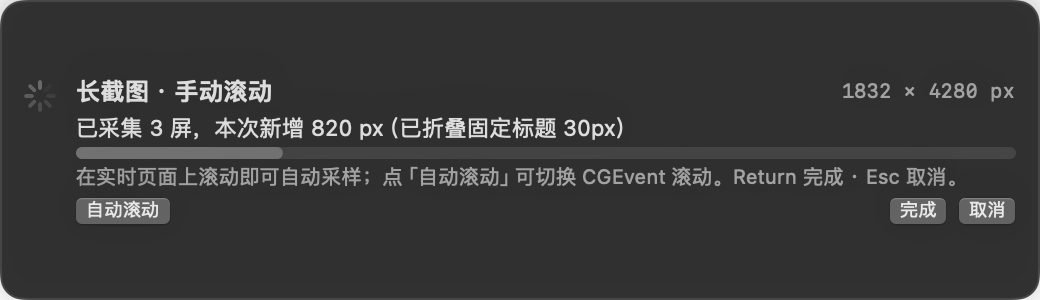 长截图 · 手动滚动
1832 × 4280 px
已采集 3 屏，本次新增 820 px（已折叠固定标题 30px）
在实时页面上滚动即可自动采样；点「自动滚动」可切换 CGEvent 滚动。Return 完成 · Esc 取消。
自动滚动
完成
取消